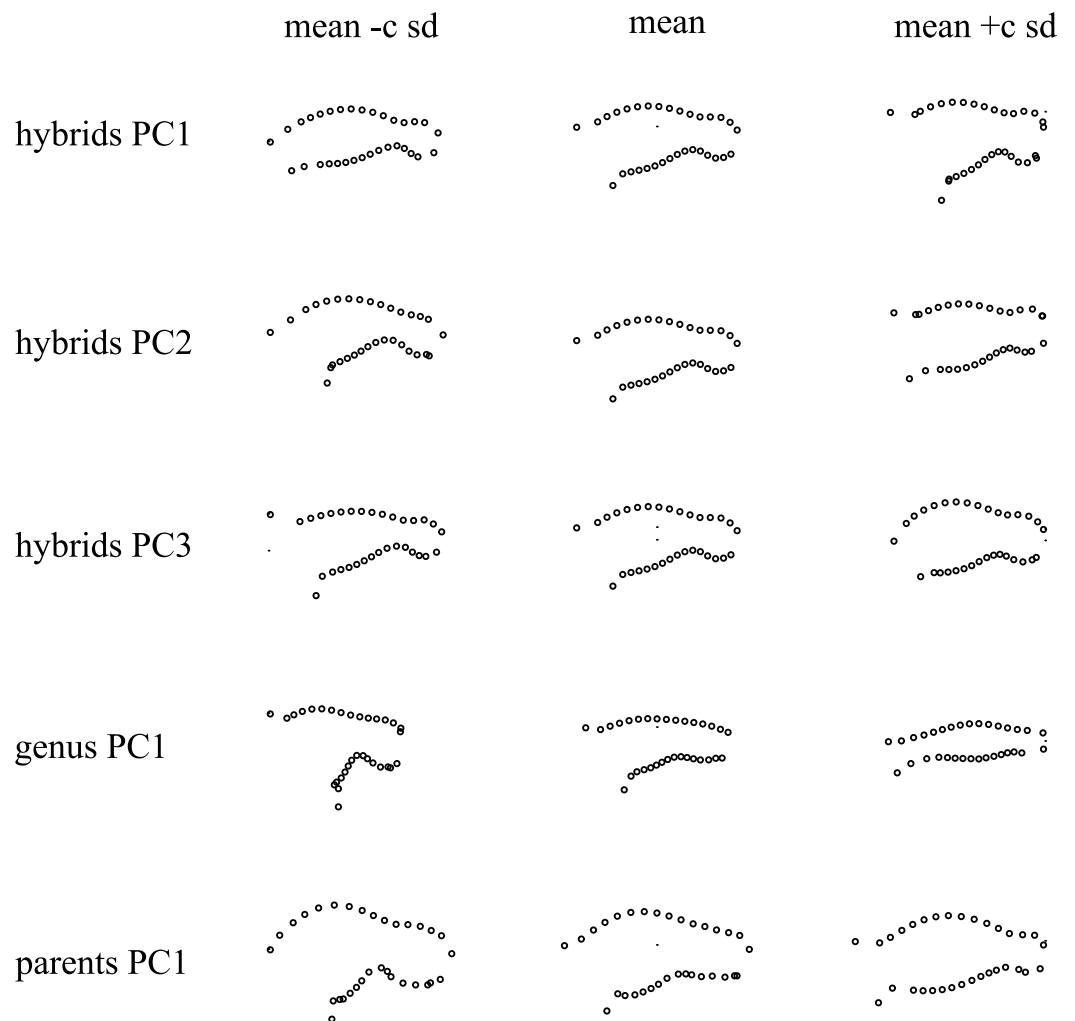 mean -c sd mean mean +c sd
hybrids PC1
hybrids PC2
hybrids PC3
genus PC1
parents PC1